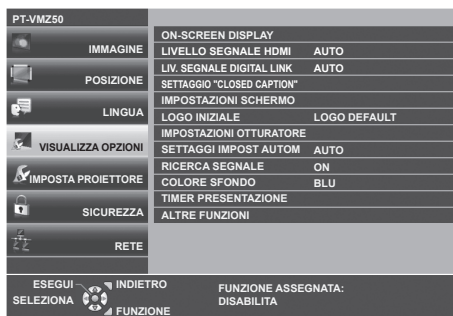 PT-VMZ50
IMMAGINE
POSIZIONE
LINGUA
VISUALIZZA OPZIONI
IMPOSTA PROIETTORE
SICUREZZA
RETE
ON-SCREEN DISPLAY
LIVELLO SEGNALE HDMI AUTO
LIV. SEGNALE DIGITAL LINK AUTO
SETTAGGIO "CLOSED CAPTION"
IMPOSTAZIONI SCHERMO
LOGO INIZIALE LOGO DEFAULT
IMPOSTAZIONI OTTURATORE
SETTAGGI IMPOST AUTOM AUTO
RICERCA SEGNALE ON
COLORE SFONDO BLU
TIMER PRESENTAZIONE
ALTRE FUNZIONI
ESEGUI INDIETRO
SELEZIONA FUNZIONE
FUNZIONE ASSEGNATA:
DISABILITA